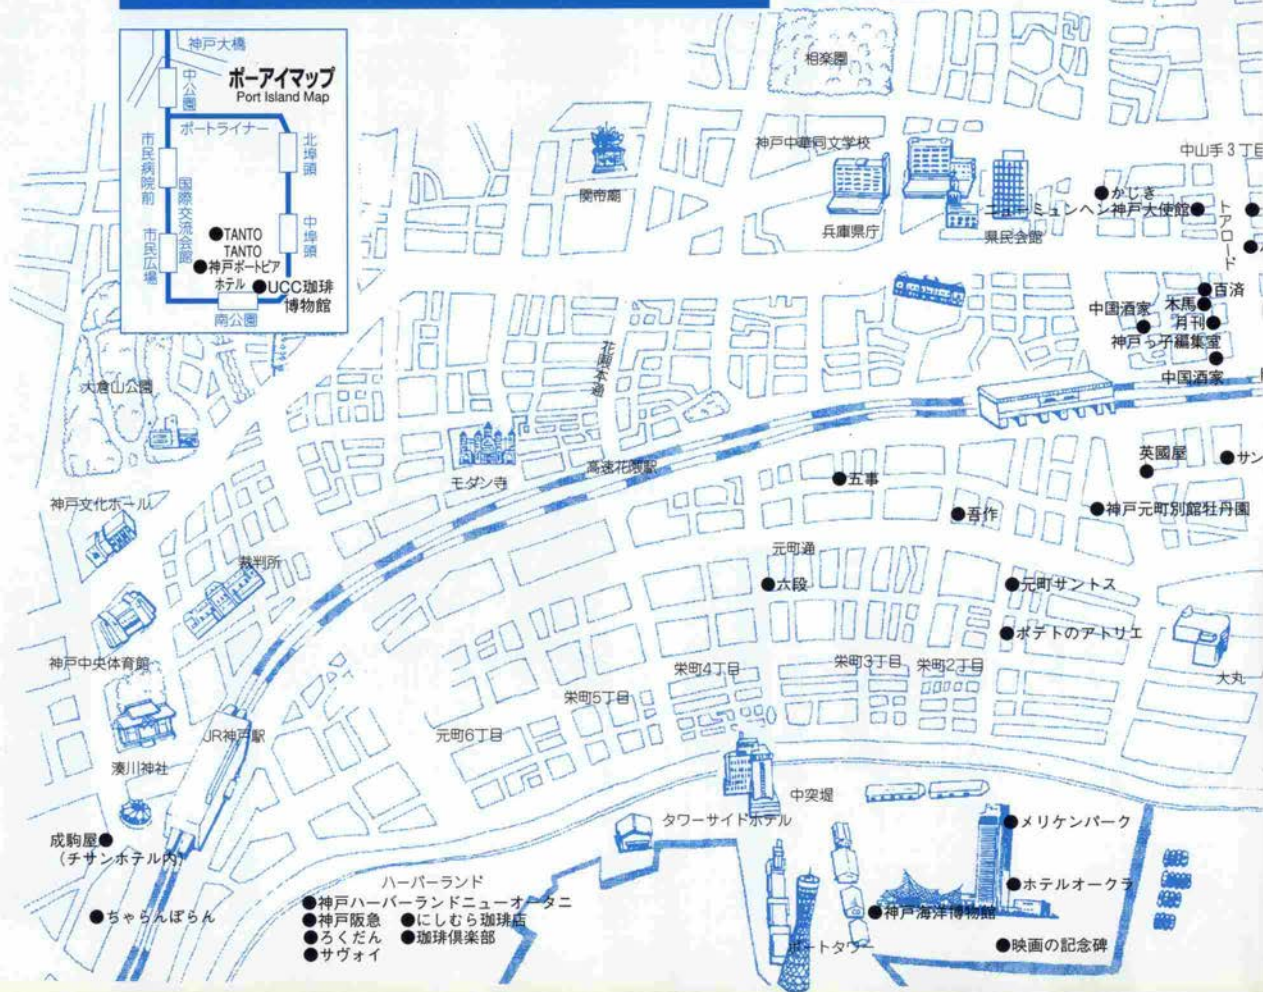 神戸大橋
ポーアイマップ
Port Island Map
中公園
ポートライナー
市民病院前
北埠頭
国際交流会館
市民広場
中埠頭
●TANTO
TANTO
●神戸ポートピア
ホテル
●UCC珈琲
博物館
南公園
相楽園
関帝廟
神戸中華同文学校
兵庫県庁
県民会館
中山手3丁目
●かじき
ニューミュンヘン神戸大使館●
トアロード
●百済
木馬●
中国酒家
●
月刊●
神戸っ子編集室
●
中国酒家
花隈本通
大倉山公園
モダン寺
高速花隈駅
●五事
英國屋
●
●サン
●吾作
●神戸元町別館牡丹園
神戸文化ホール
裁判所
元町通
●六段
●元町サントス
●ポテトのアトリエ
神戸中央体育館
栄町5丁目
栄町4丁目
栄町3丁目
栄町2丁目
大丸
元町6丁目
JR神戸駅
湊川神社
中突堤
タワーサイドホテル
●メリケンパーク
成駒屋●
(チサンホテル内)
●ホテルオークラ
●ちゃらんぽらん
ハーバーランド
●神戸ハーバーランドニューオータニ
●神戸阪急 ●にしむら珈琲店
●ろくだん ●珈琲倶楽部
●サヴォイ
●神戸海洋博物館
ポートタワー
●映画の記念碑